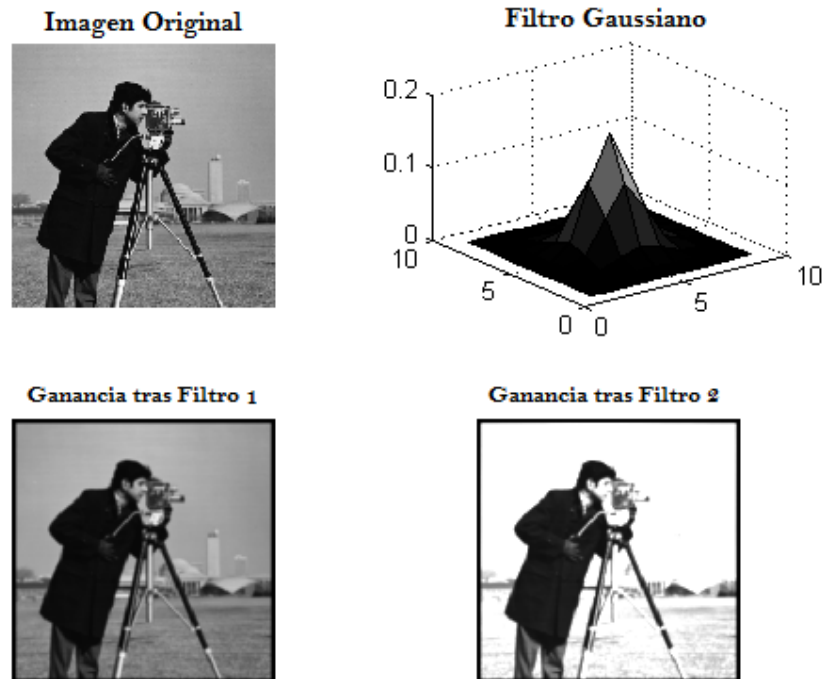 Imagen Original
Filtro Gaussiano
0.2
0.1
0
10
5
0
0
5
10
Ganancia tras Filtro 1
Ganancia tras Filtro 2